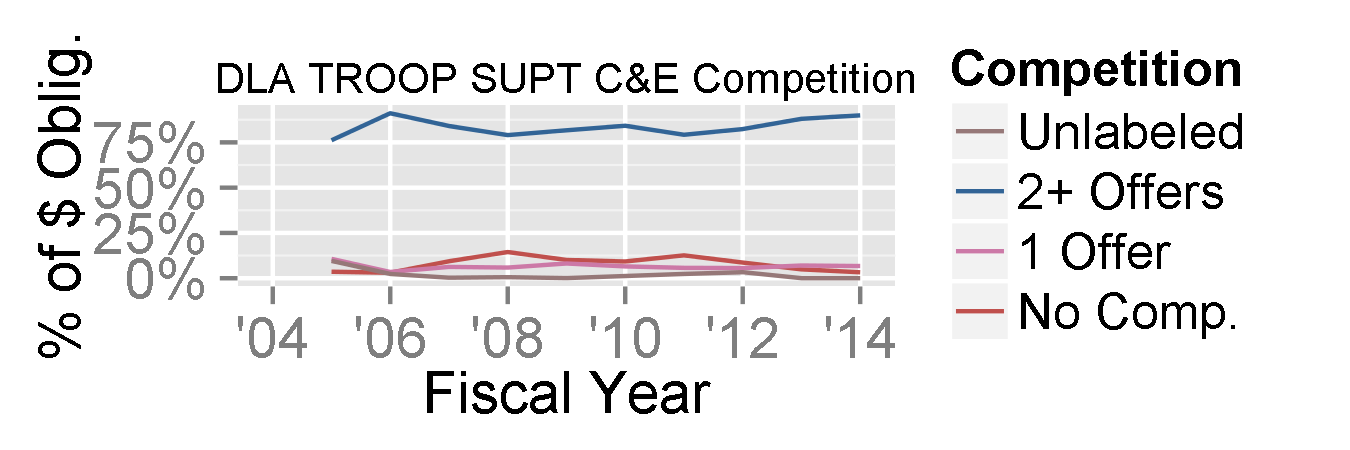 % of $ Oblig.
DLA TROOP SUPT C&E Competition
75%
50%
25%
0%
'04 '06 '08 '10 '12 '14
Fiscal Year
Competition
Unlabeled
2+ Offers
1 Offer
No Comp.